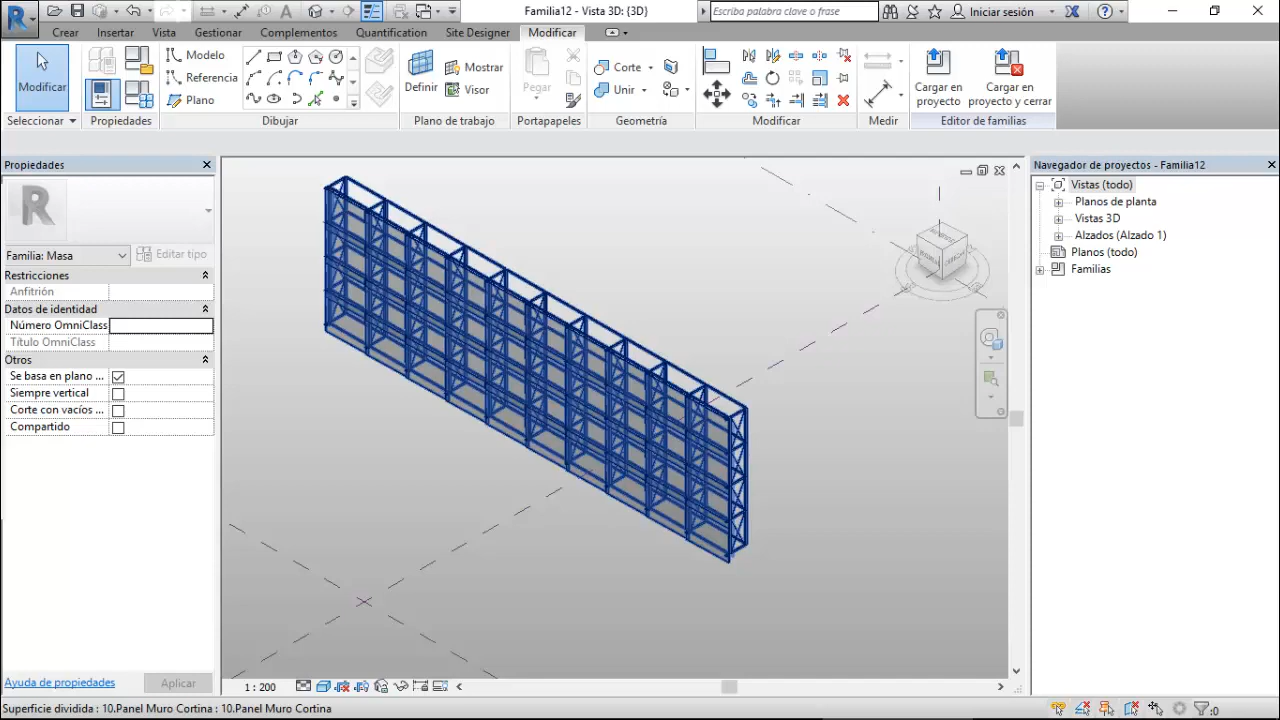 Familia12 - Vista 3D: {3D}
Escriba palabra clave o frase
Iniciar sesión
Crear
Insertar
Vista
Gestionar
Complementos
Quantification
Site Designer
Modificar
Modificar
Modelo
Referencia
Plano
Definir
Mostrar
Visor
Pegar
Corte
Unir
Cargar en
proyecto
Cargar en
proyecto y cerrar
Seleccionar
Propiedades
Dibujar
Plano de trabajo
Portapapeles
Geometría
Modificar
Medir
Editor de familias
Propiedades
Familia: Masa
Editar tipo
Restricciones
Anfitrión
Datos de identidad
Número OmniClass
Título OmniClass
Otros
Se basa en plano ...
Siempre vertical
Corte con vacíos ...
Compartido
Ayuda de propiedades
Aplicar
1 : 200
Navegador de proyectos - Familia12
Vistas (todo)
Planos de planta
Vistas 3D
Alzados (Alzado 1)
Planos (todo)
Familias
Superficie dividida : 10.Panel Muro Cortina : 10.Panel Muro Cortina
:0